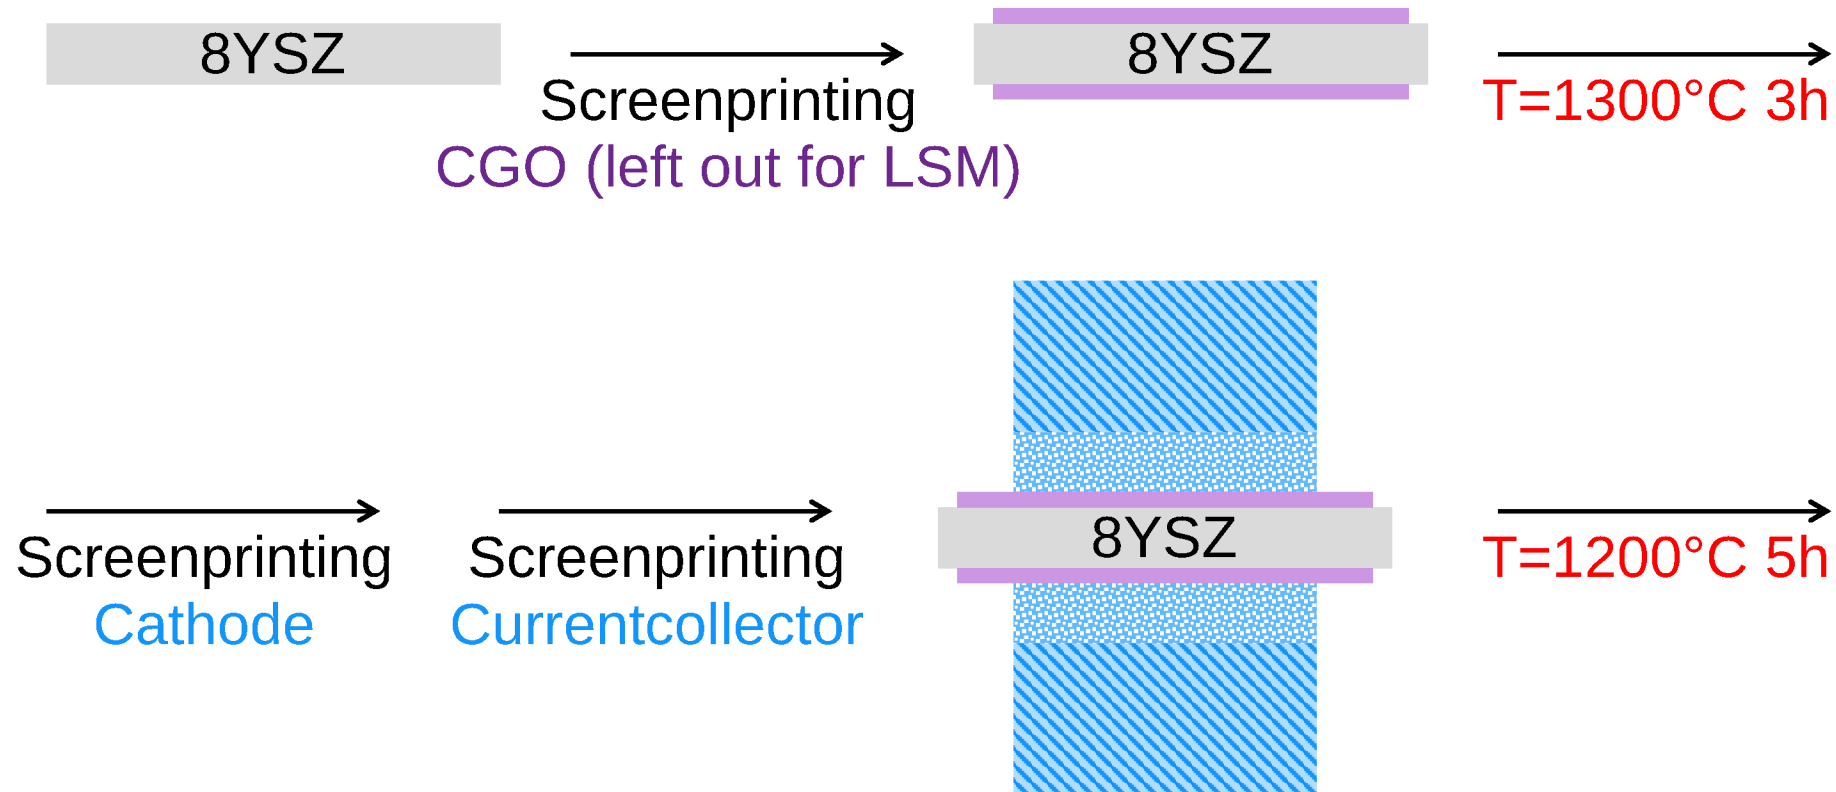 8YSZ
Screenprinting
CGO (left out for LSM)
8YSZ
T=1300°C 3h
Screenprinting
Cathode
Screenprinting
Currentcollector
8YSZ
T=1200°C 5h